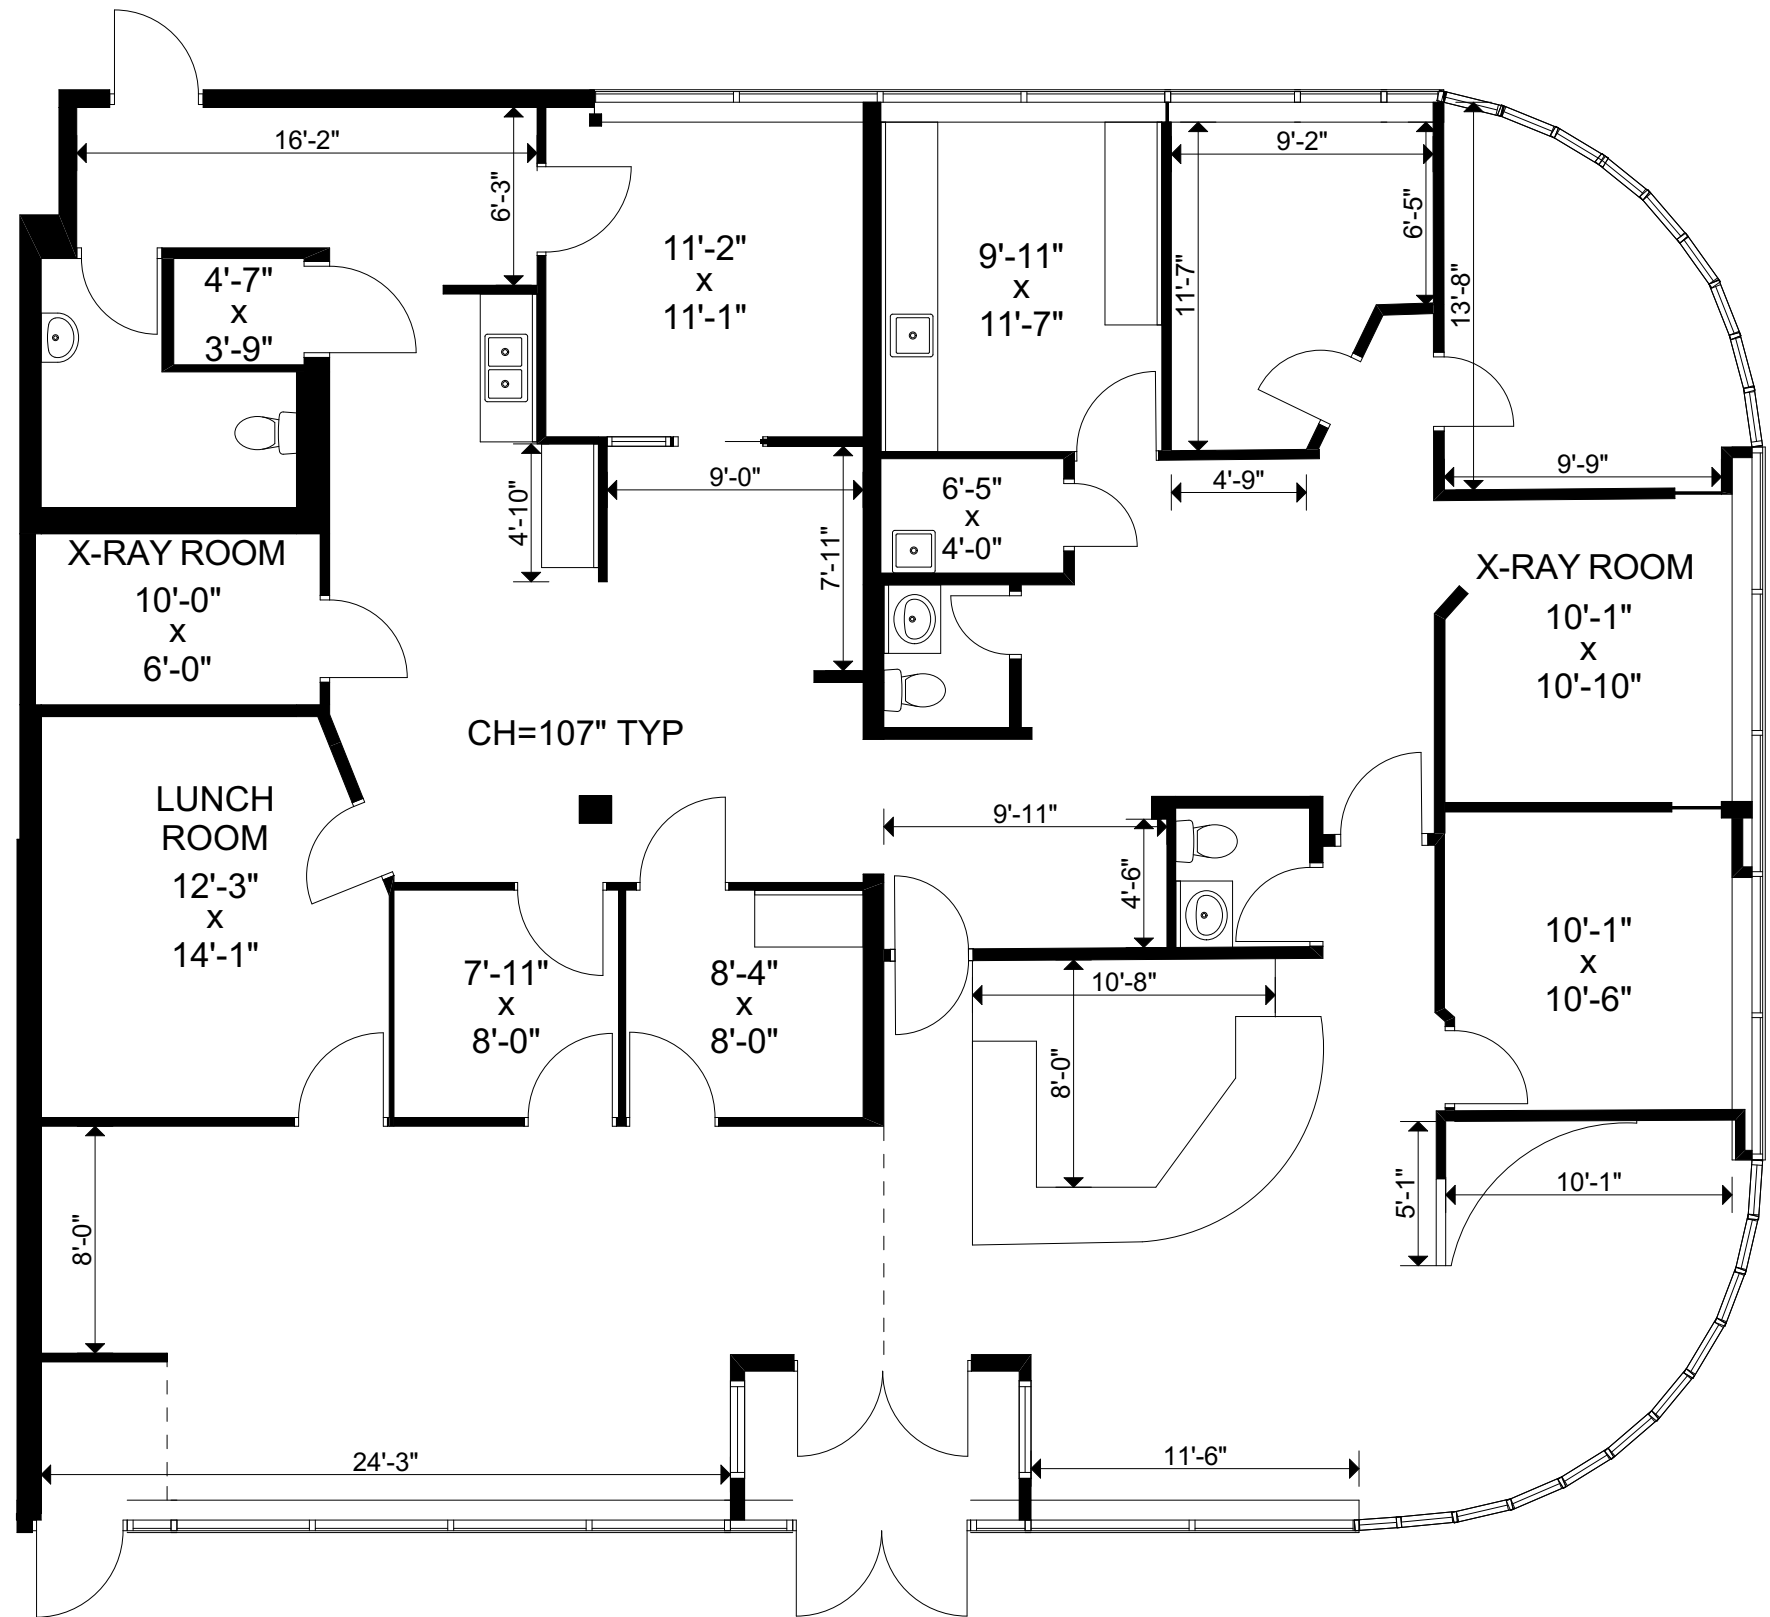 16'-2"
9'-2"
6'-3"
6'-5"
11'-2"
x
11'-1"
9'-11"
x
11'-7"
11'-7"
13'-8"
4'-7"
x
3'-9"
4'-10"
9'-0"
7'-11"
6'-5"
x
4'-0"
4'-9"
9'-9"
X-RAY ROOM
10'-0"
x
6'-0"
X-RAY ROOM
10'-1"
x
10'-10"
CH=107" TYP
LUNCH
ROOM
12'-3"
x
14'-1"
9'-11"
4'-6"
7'-11"
x
8'-0"
8'-4"
x
8'-0"
10'-8"
8'-0"
10'-1"
x
10'-6"
5'-1"
10'-1"
8'-0"
24'-3"
11'-6"